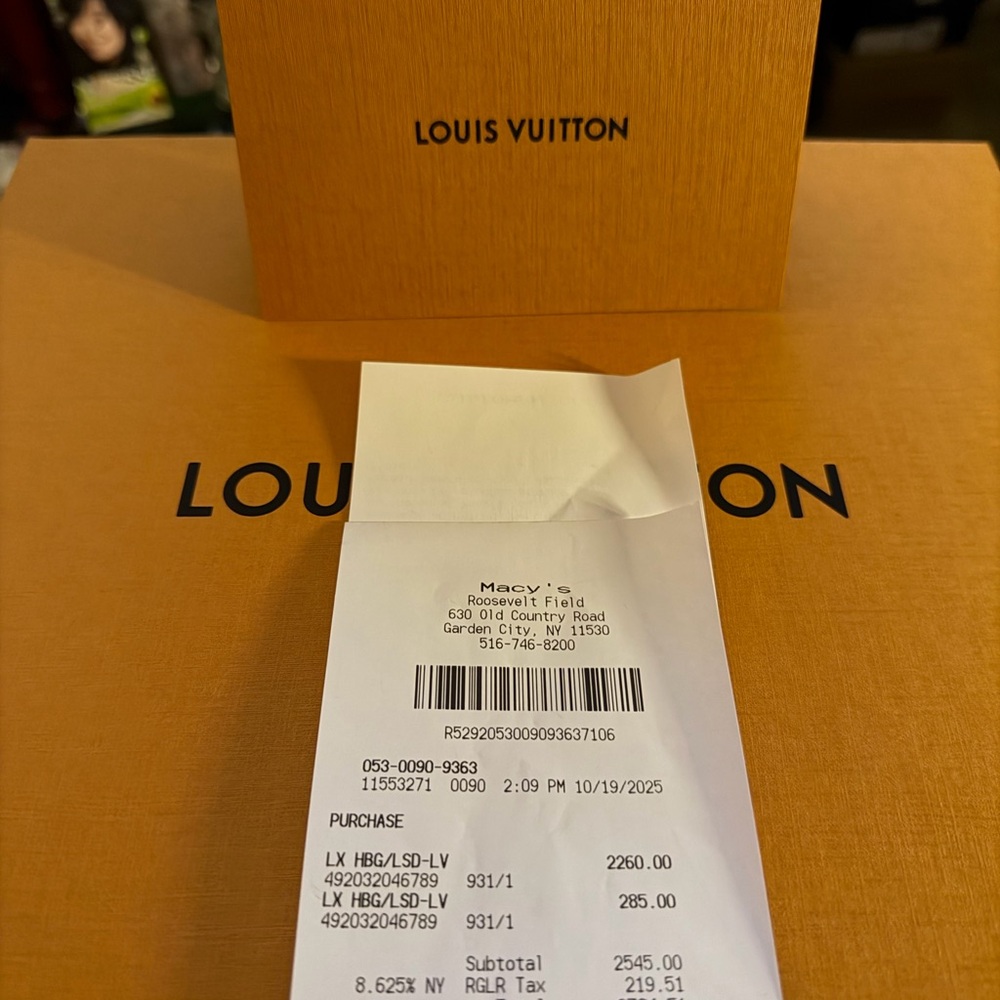 LOUIS VUITTON
LOU ON
Macy's
Roosevelt Field
630 Old Country Road
Garden City, NY 11530
516-746-8200
R5292053009093637106
053-0090-9363
11553271 0090 2:09 PM 10/19/2025
PURCHASE
LX HBG/LSD-LV 2260.00
492032046789 931/1
LX HBG/LSD-LV 285.00
492032046789 931/1
Subtotal 2545.00
8.625% NY RGLR Tax 219.51